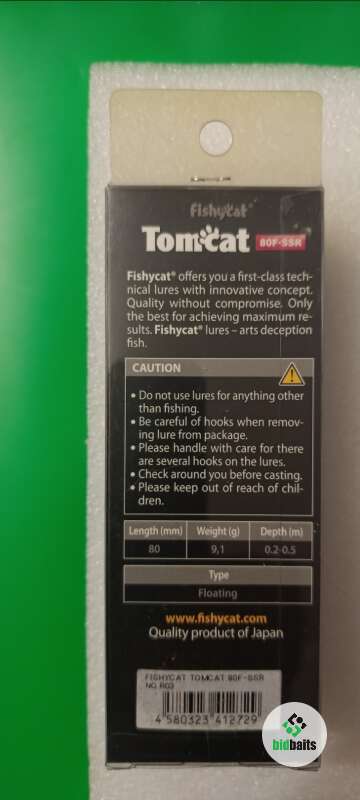 fishycat®
Tomcat 80F-SSR
Fishycat® offers you a first-class tech-
nical lures with innovative concept.
Quality without compromise. Only
the best for achieving maximum re-
sults. Fishycat® lures – arts deception
fish.
CAUTION
• Do not use lures for anything other
than fishing.
• Be careful of hooks when remov-
ing lure from package.
• Please handle with care for there
are several hooks on the lures.
• Check around you before casting.
• Please keep out of reach of chil-
dren.
Length (mm) Weight (g) Depth (m)
80 9,1 0.2-0.5
Type
Floating
www.fishycat.com
Quality product of Japan
FISHYCAT TOMCAT 80F-SSR
NO.R03
4 580323 412729
bidbaits